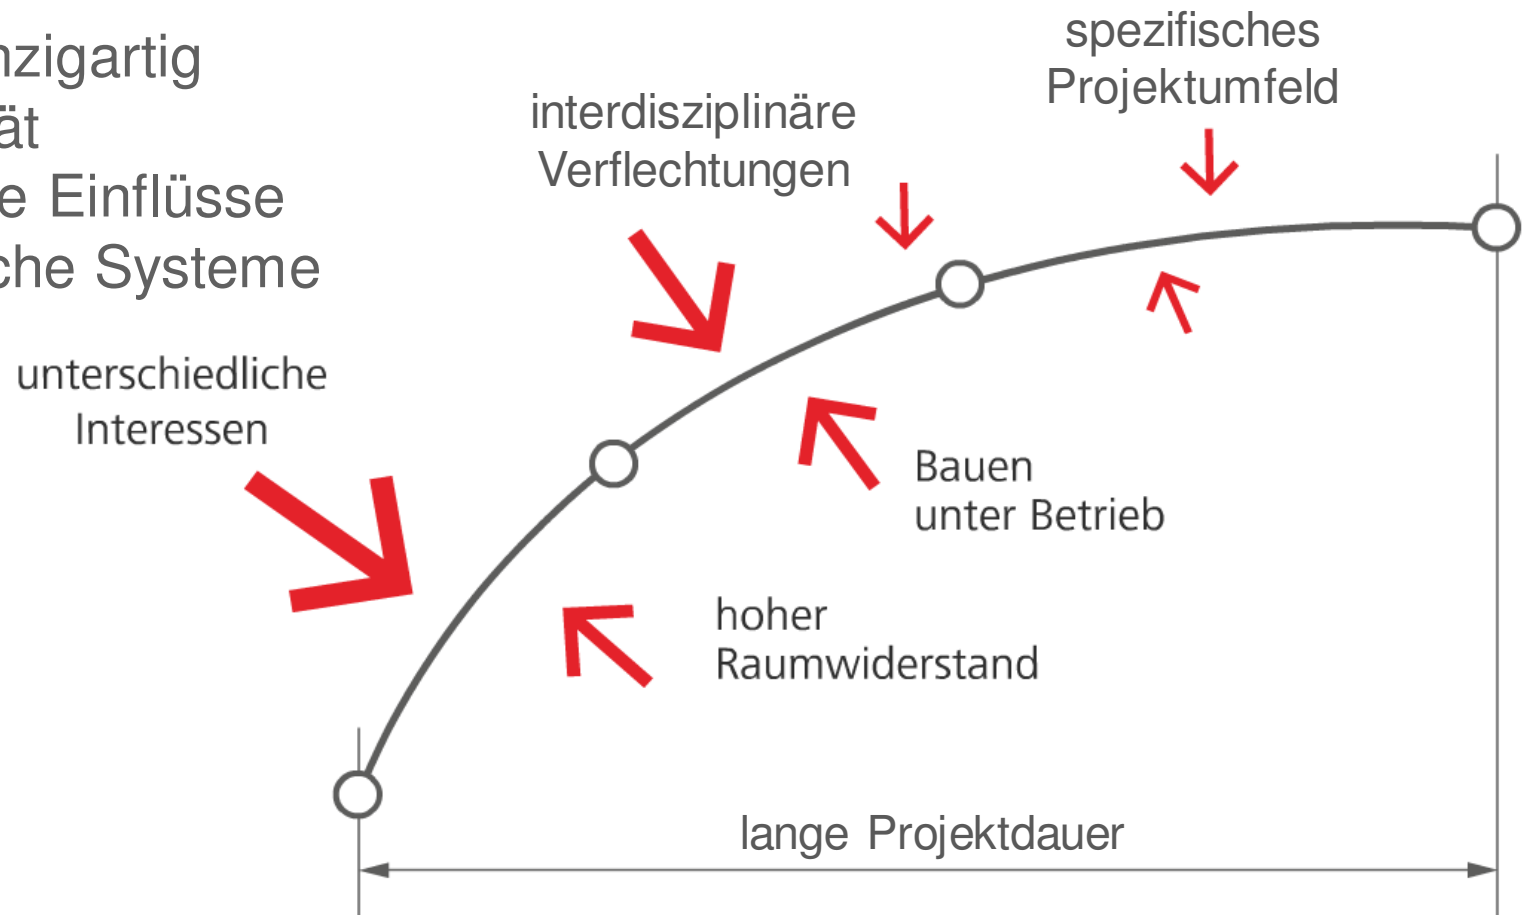 nzigartig
ät
e Einflüsse
che Systeme
spezifisches
Projektumfeld
interdisziplinäre
Verflechtungen
unterschiedliche
Interessen
Bauen
unter Betrieb
hoher
Raumwiderstand
lange Projektdauer